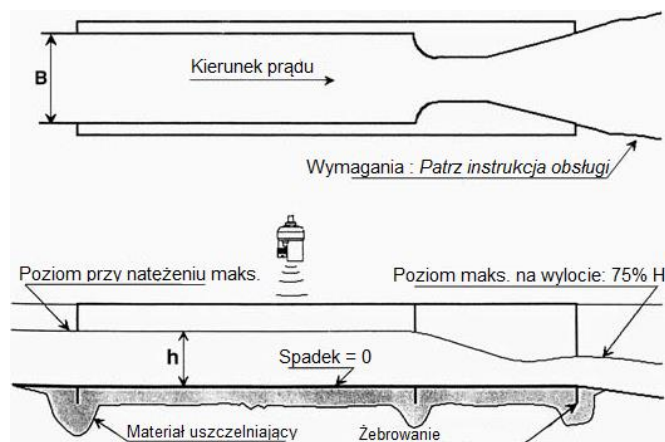 B
Kierunek prądu
Wymagania : Patrz instrukcja obsługi
Poziom przy nateżeniu maks.
Poziom maks. na wylocie: 75% H
h
Spadek = 0
Materiał uszczelniający
Żebrowanie